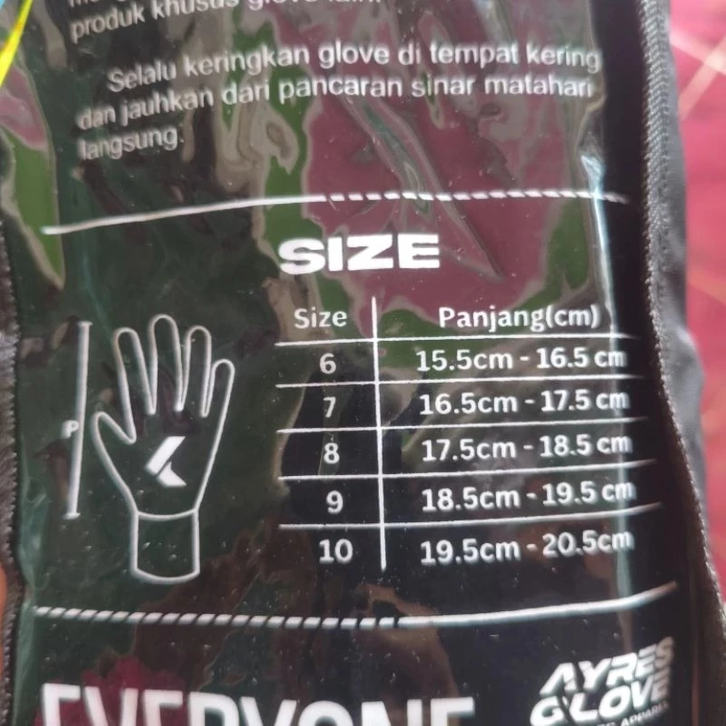 produk khusus glove
Selalu keringkan glove di tempat kering
dan jauhkan dari pancaran sinar matahari
langsung.
SIZE
Size Panjang(cm)
6 15.5cm - 16.5 cm
7 16.5cm - 17.5 cm
8 17.5cm - 18.5 cm
9 18.5cm - 19.5 cm
10 19.5cm - 20.5cm
P
EVERYONE
AYRES
GLOVE